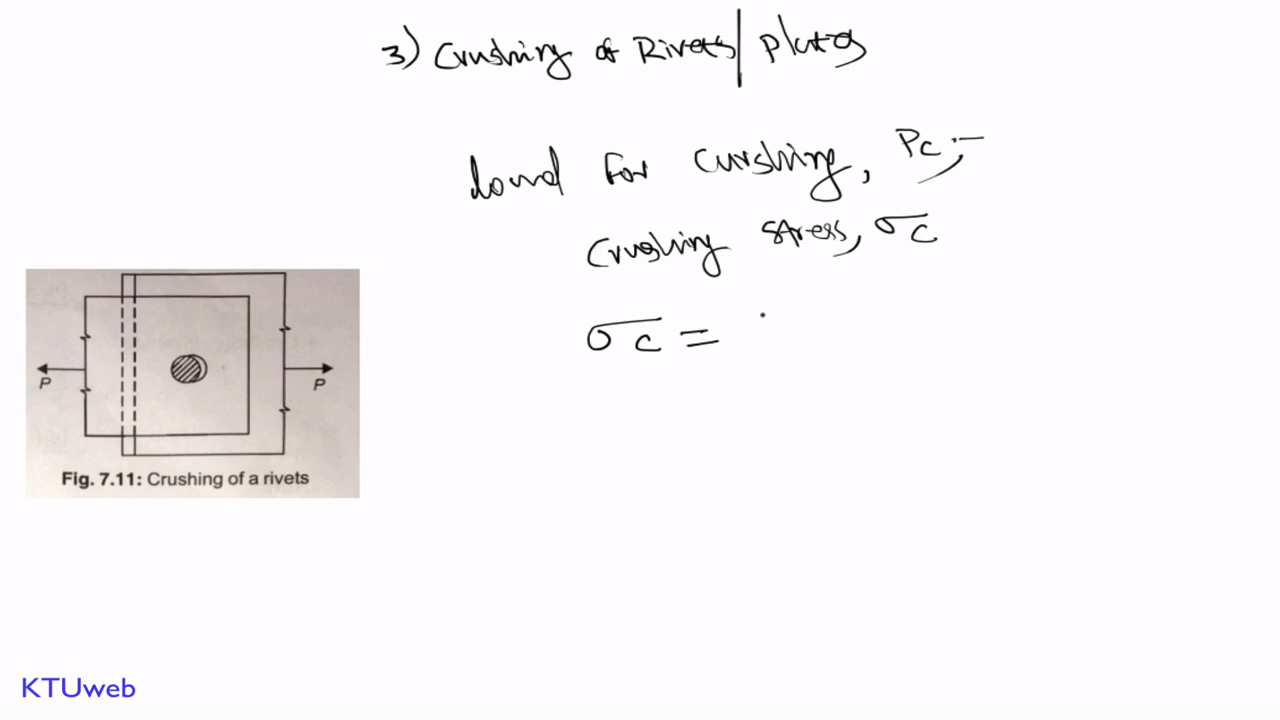 3) Crushing of Rivets/ plates
load for crushing, Pc :-
Crushing stress, σc
σc =
P
P
Fig. 7.11: Crushing of a rivets
KTUweb